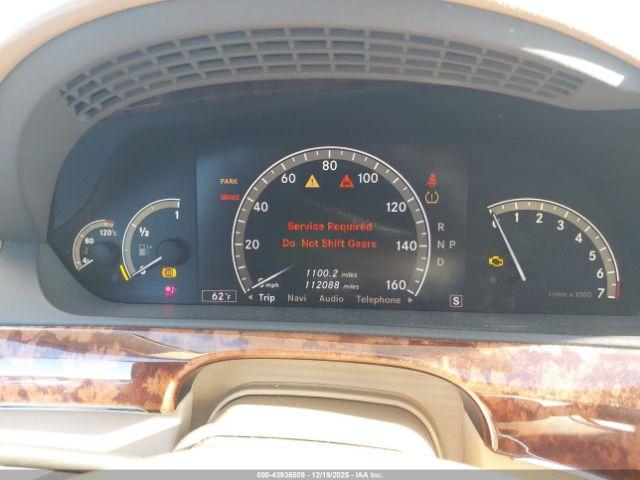 80
60
100
PARK
BRAKE
40
120
1
½
120°C
80
Service Required
Do Not Shift Gears
20
140
R
N P
D
1 2 3 4 5 6 7
1100.2 miles
112088 miles
mph
160
62°F
Trip Navi Audio Telephone
S
1/min x 1000
000-43936509 - 12/19/2025 - IAA Inc.